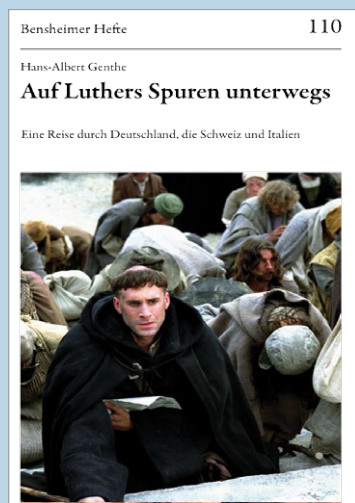 Bensheimer Hefte 110
Hans-Albert Genthe
Auf Luthers Spuren unterwegs
Eine Reise durch Deutschland, die Schweiz und Italien